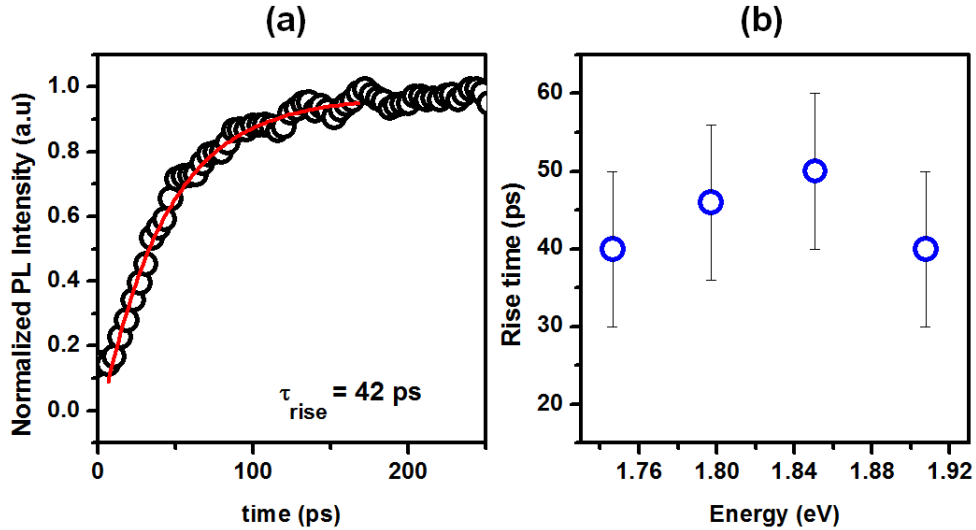 (a)
Normalized PL Intensity (a.u)
1.0
0.8
0.6
0.4
0.2
0.0
τrise = 42 ps
0
100
200
time (ps)
(b)
Rise time (ps)
60
50
40
30
20
1.76
1.80
1.84
1.88
1.92
Energy (eV)